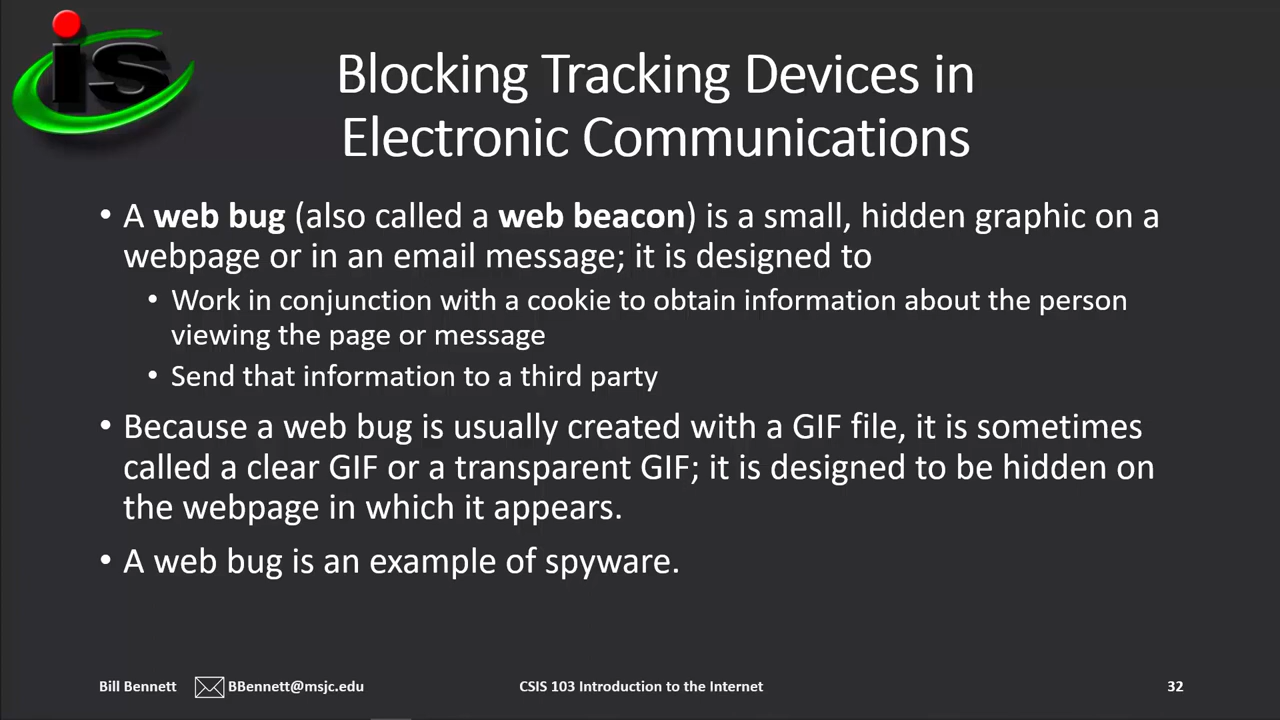 is
Blocking Tracking Devices in
Electronic Communications
• A web bug (also called a web beacon) is a small, hidden graphic on a
webpage or in an email message; it is designed to
• Work in conjunction with a cookie to obtain information about the person
viewing the page or message
• Send that information to a third party
• Because a web bug is usually created with a GIF file, it is sometimes
called a clear GIF or a transparent GIF; it is designed to be hidden on
the webpage in which it appears.
• A web bug is an example of spyware.
Bill Bennett BBennett@msjc.edu CSIS 103 Introduction to the Internet 32